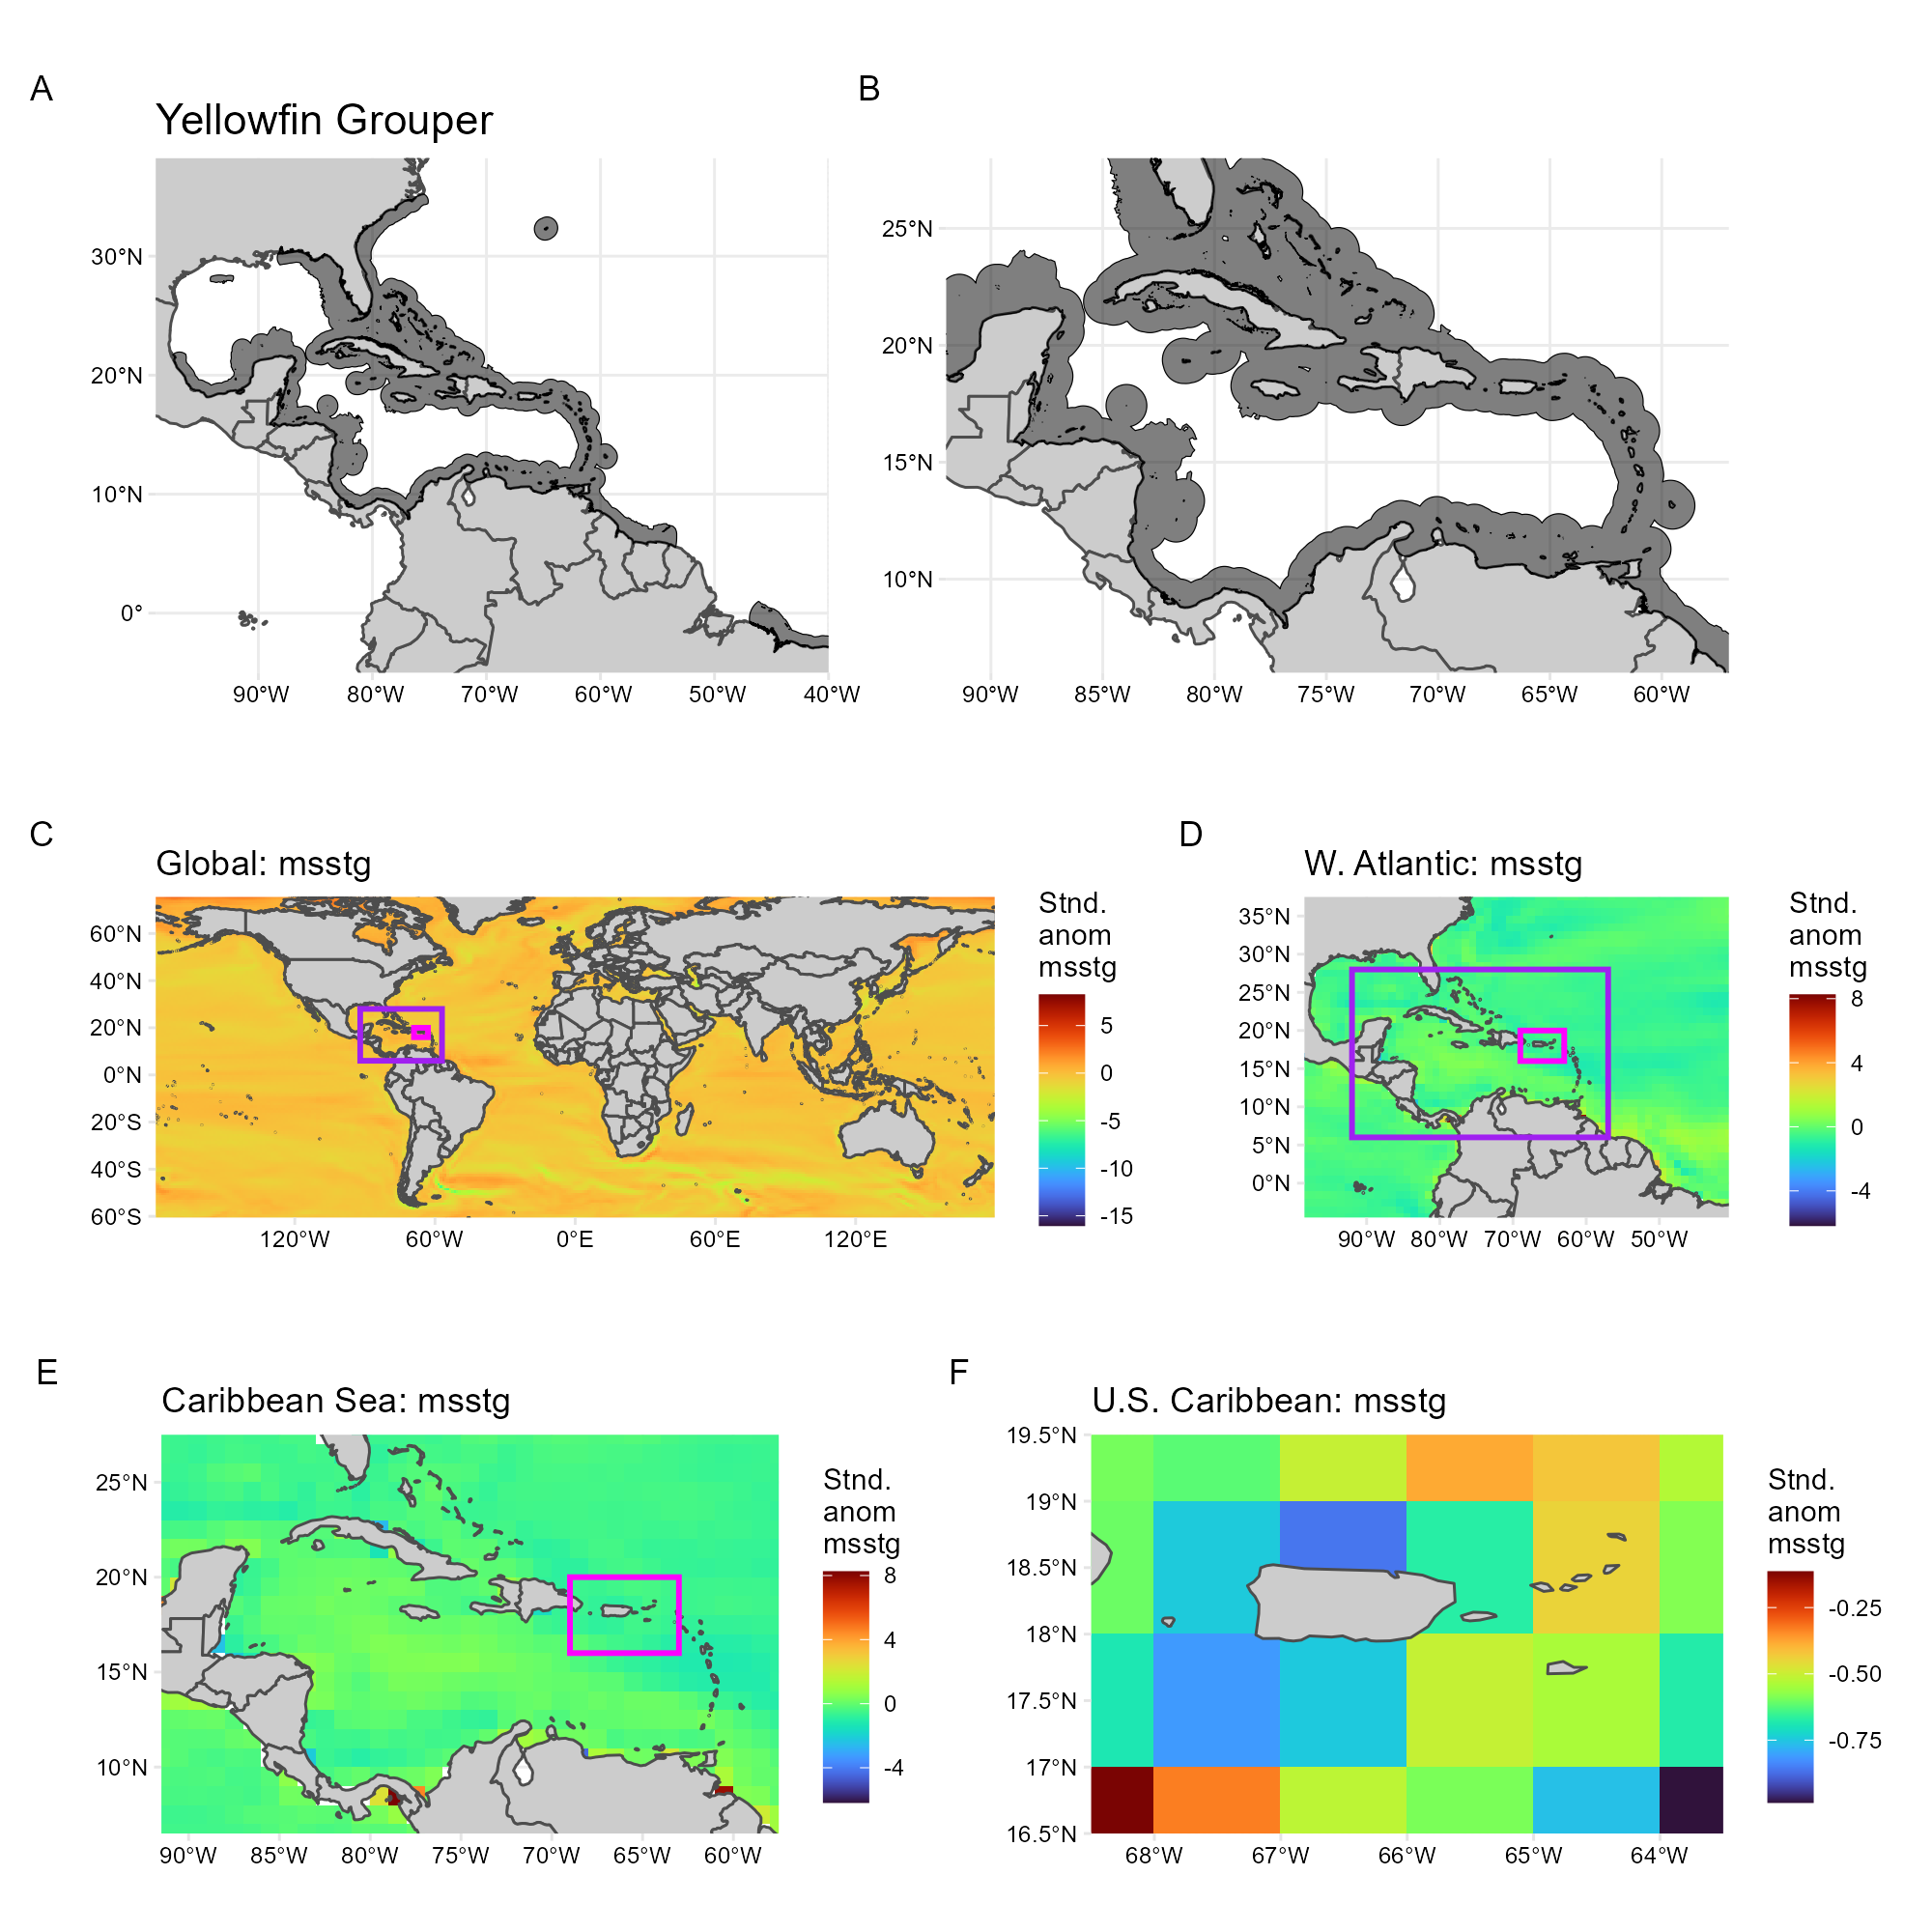 A
B
Yellowfin Grouper
30°N
20°N
10°N
0°
90°W 80°W 70°W 60°W 50°W 40°W
25°N
20°N
15°N
10°N
90°W 85°W 80°W 75°W 70°W 65°W 60°W
C
Global: msstg
60°N
40°N
20°N
0°N
20°S
40°S
60°S
120°W 60°W 0°E 60°E 120°E
Stnd.
anom
msstg
5
0
-5
-10
-15
D
W. Atlantic: msstg
35°N
30°N
25°N
20°N
15°N
10°N
5°N
0°N
90°W 80°W 70°W 60°W 50°W
Stnd.
anom
msstg
8
4
0
-4
E
Caribbean Sea: msstg
25°N
20°N
15°N
10°N
90°W 85°W 80°W 75°W 70°W 65°W 60°W
Stnd.
anom
msstg
8
4
0
-4
F
U.S. Caribbean: msstg
19.5°N
19°N
18.5°N
18°N
17.5°N
17°N
16.5°N
68°W 67°W 66°W 65°W 64°W
Stnd.
anom
msstg
-0.25
-0.50
-0.75